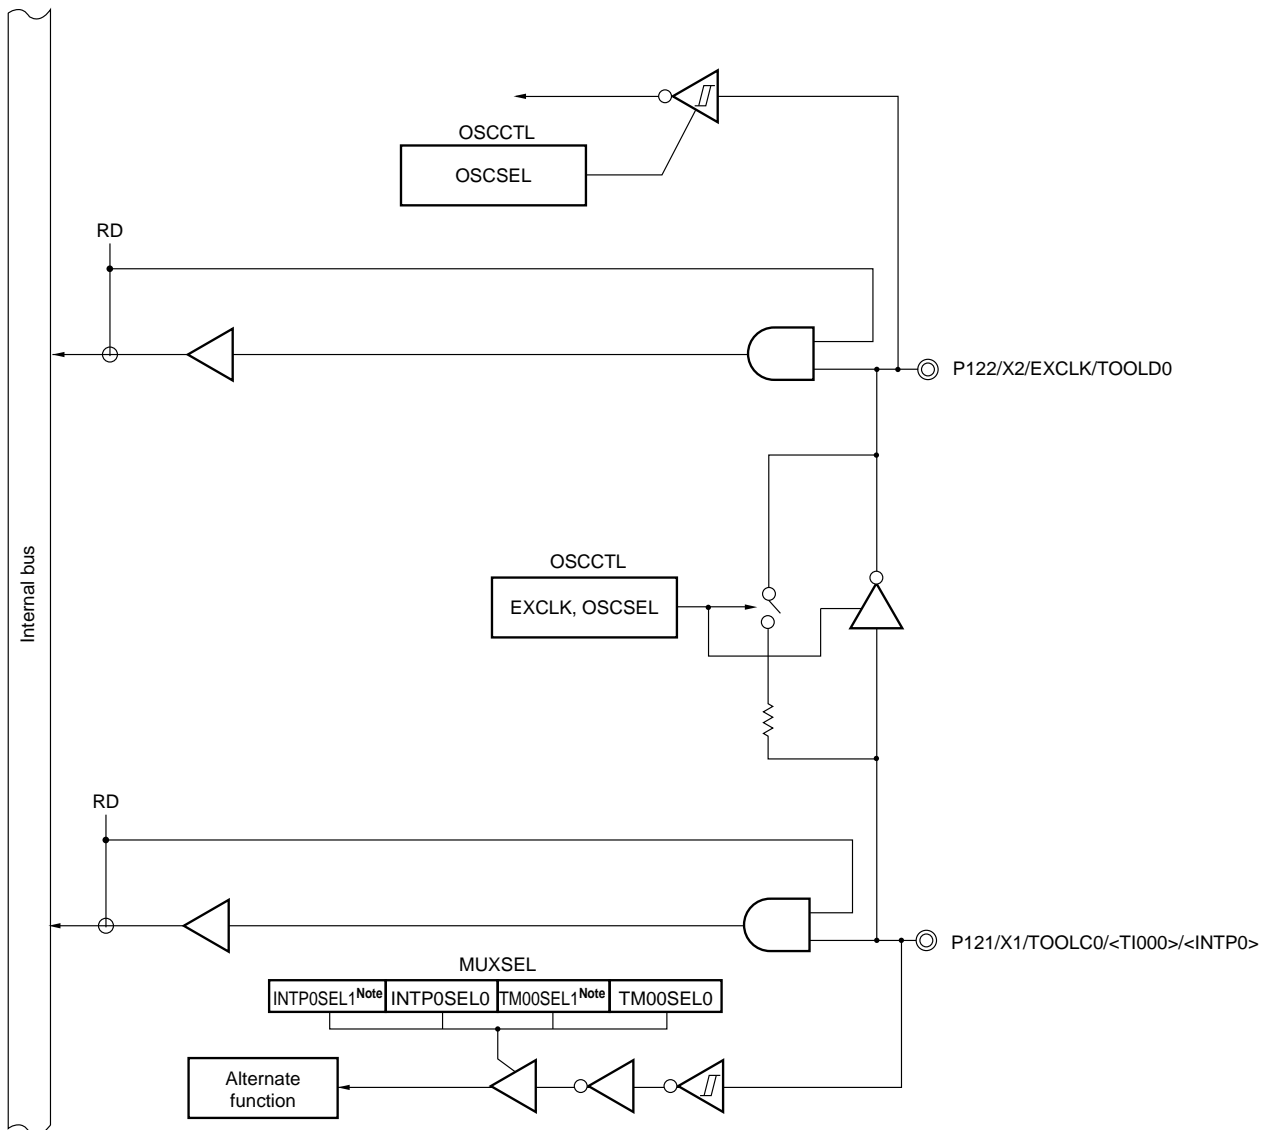 OSCCTL
OSCSEL
RD
P122/X2/EXCLK/TOOLD0
Internal bus
OSCCTL
EXCLK, OSCSEL
RD
P121/X1/TOOLC0/<TI000>/<INTP0>
MUXSEL
INTP0SEL1Note INTP0SEL0 TM00SEL1Note TM00SEL0
Alternate
function